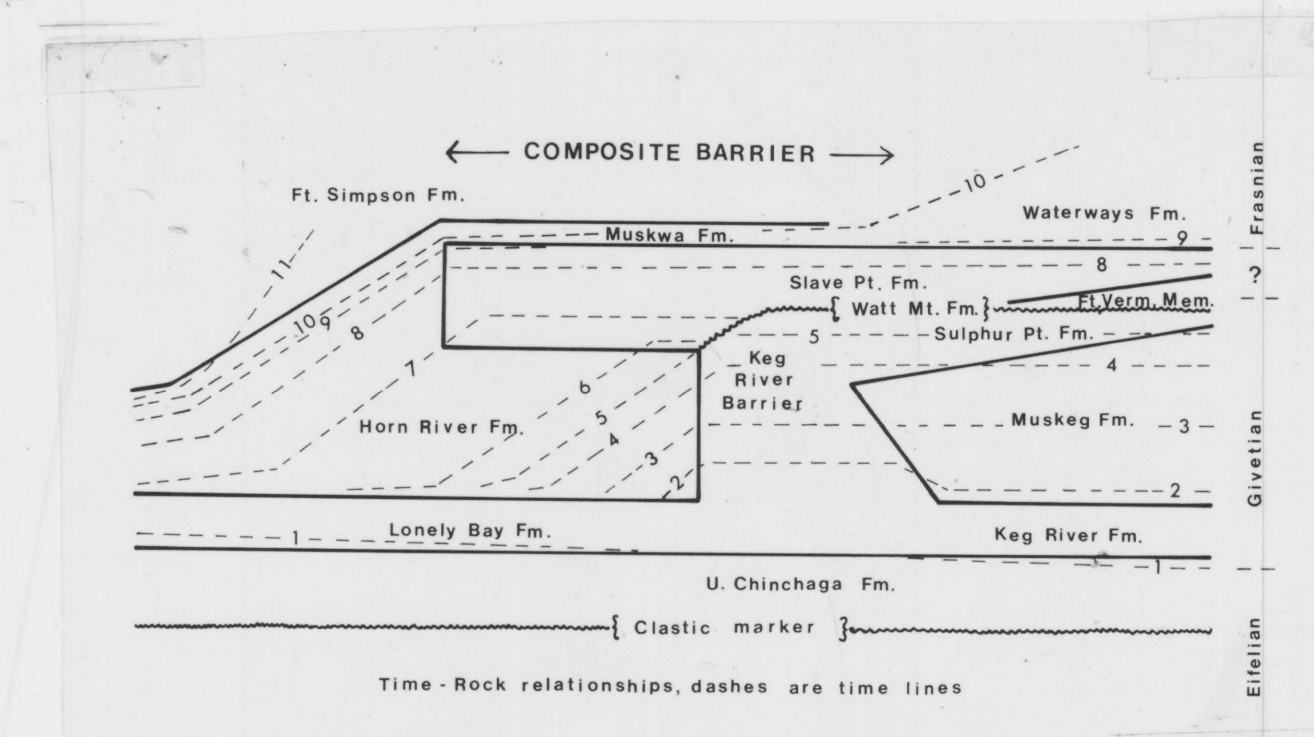 COMPOSITE BARRIER
Ft. Simpson Fm.
10
Waterways Fm.
Frasnian
Muskwa Fm.
9
11
8
?
Slave Pt. Fm.
Ft. Verm. Mem.
Watt Mt. Fm.
10
9
8
5
Sulphur Pt. Fm.
7
Keg
River
Barrier
4
6
5
4
Horn River Fm.
3
2
Muskeg Fm.
3
2
Givetian
1
Lonely Bay Fm.
Keg River Fm.
1
U. Chinchaga Fm.
Clastic marker
Eifelian
Time - Rock relationships, dashes are time lines